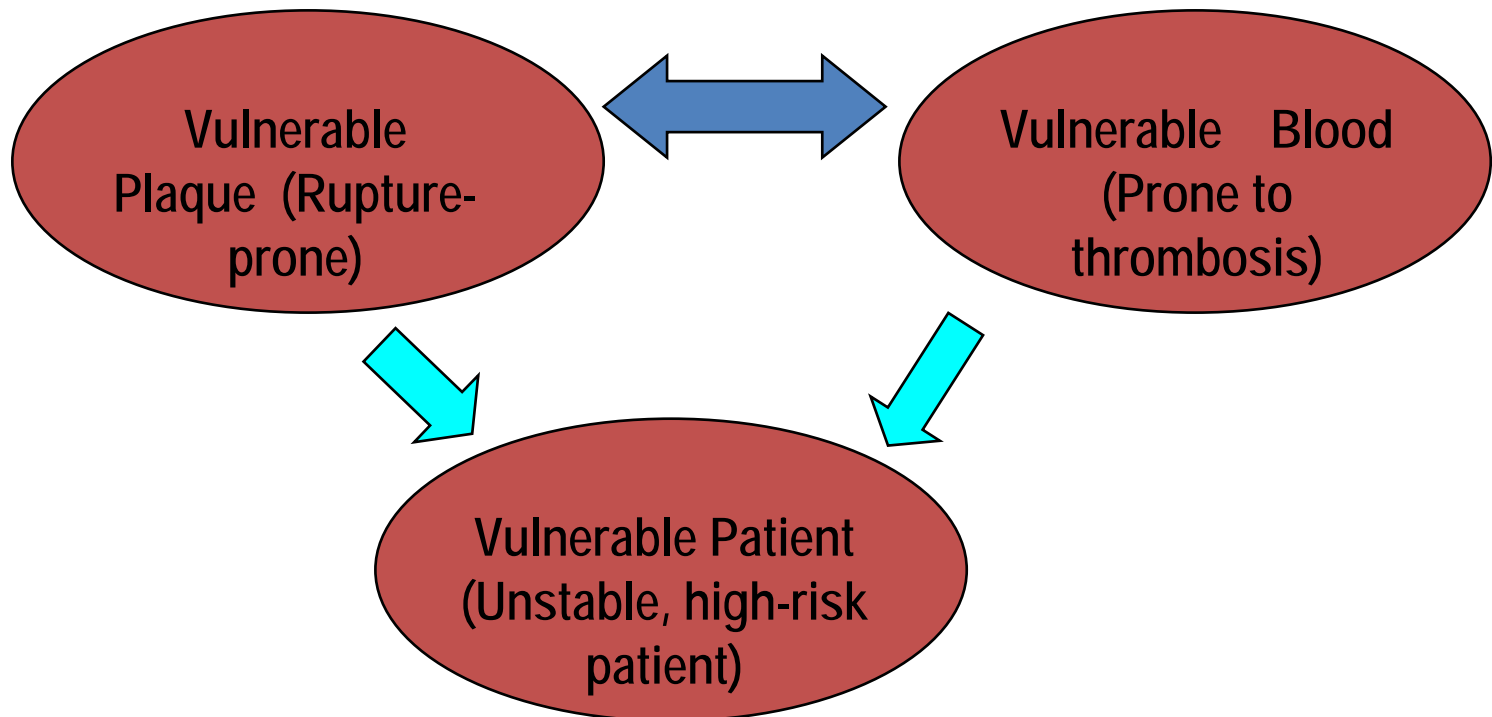 Vulnerable
Plaque (Rupture-
prone)
Vulnerable Blood
(Prone to
thrombosis)
Vulnerable Patient
(Unstable, high-risk
patient)